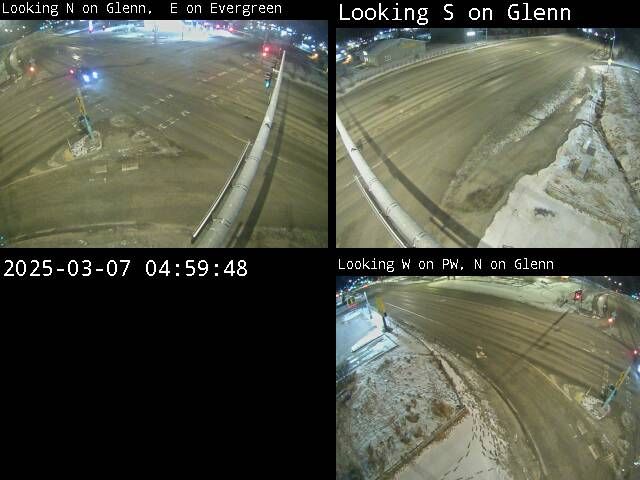 Looking N on Glenn,  E on Evergreen
Looking S on Glenn
2025-03-07 04:59:48
Looking W on PW, N on Glenn